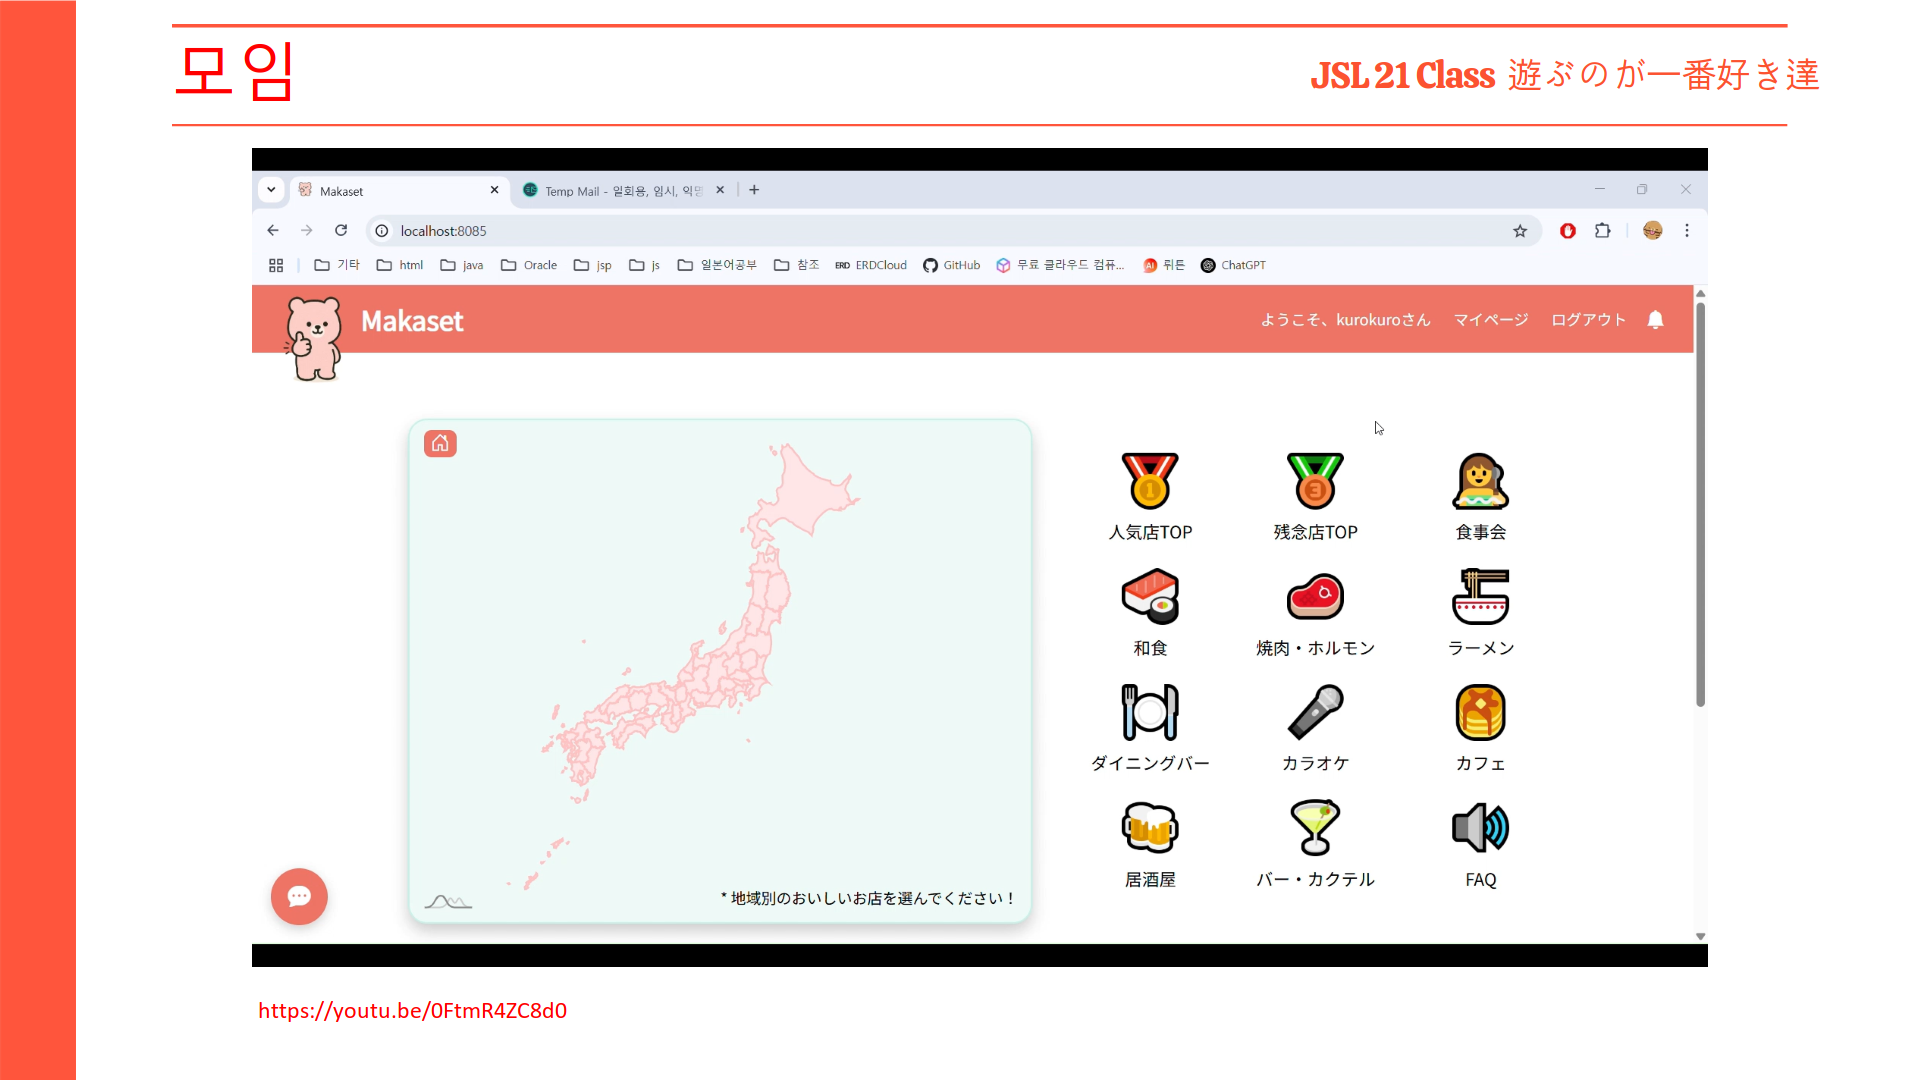 모임
JSL 21 Class 遊ぶのが一番好き達
Makaset
Temp Mail - 일회용, 임시, 익명
localhost:8085
기타 html java Oracle jsp js 일본어공부 참조 ERD ERDCloud GitHub 무료 클라우드 컴퓨... AI 뤼튼 ChatGPT
Makaset
ようこそ、kurokuroさん マイページ ログアウト
1 3
人気店TOP 残念店TOP 食事会
和食 焼肉・ホルモン ラーメン
ダイニングバー カラオケ カフェ
居酒屋 バー・カクテル FAQ
* 地域別のおいしいお店を選んでください！
https://youtu.be/0FtmR4ZC8d0